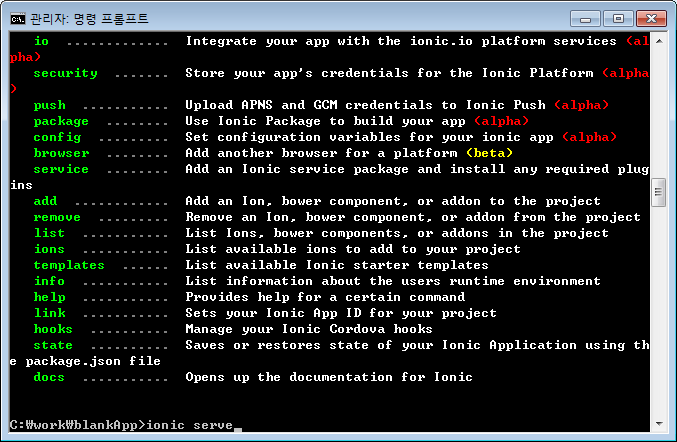 관리자: 명령 프롬프트
io ............. Integrate your app with the ionic.io platform services (al
pha)
security ....... Store your app's credentials for the Ionic Platform (alpha
)
push ........... Upload APNS and GCM credentials to Ionic Push (alpha)
package ........ Use Ionic Package to build your app (alpha)
config ......... Set configuration variables for your ionic app (alpha)
browser ........ Add another browser for a platform (beta)
service ........ Add an Ionic service package and install any required plug
ins
add ............ Add an Ion, bower component, or addon to the project
remove ......... Remove an Ion, bower component, or addon from the project
list ........... List Ions, bower components, or addons in the project
ions ........... List available ions to add to your project
templates ...... List available Ionic starter templates
info ........... List information about the users runtime environment
help ........... Provides help for a certain command
link ........... Sets your Ionic App ID for your project
hooks .......... Manage your Ionic Cordova hooks
state .......... Saves or restores state of your Ionic Application using th
e package.json file
docs ........... Opens up the documentation for Ionic
C:₩work₩blankApp>ionic serve